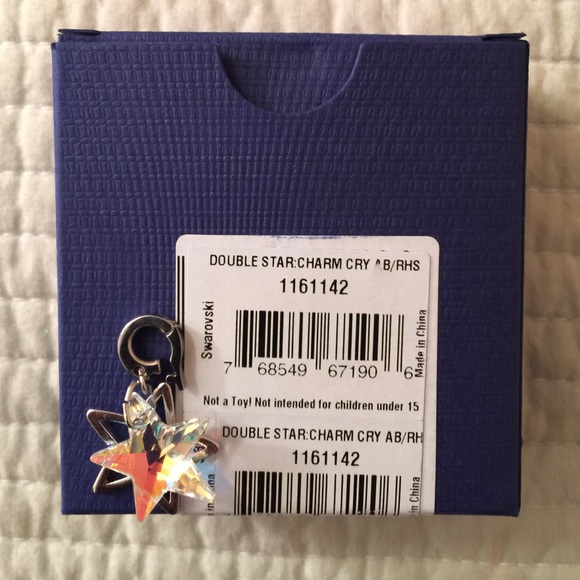 DOUBLE STAR:CHARM CRY AB/RHS
1161142
Swarovski
Made in China
7 68549 67190 6
Not a Toy! Not intended for children under 15
DOUBLE STAR:CHARM CRY AB/RH
1161142
in China